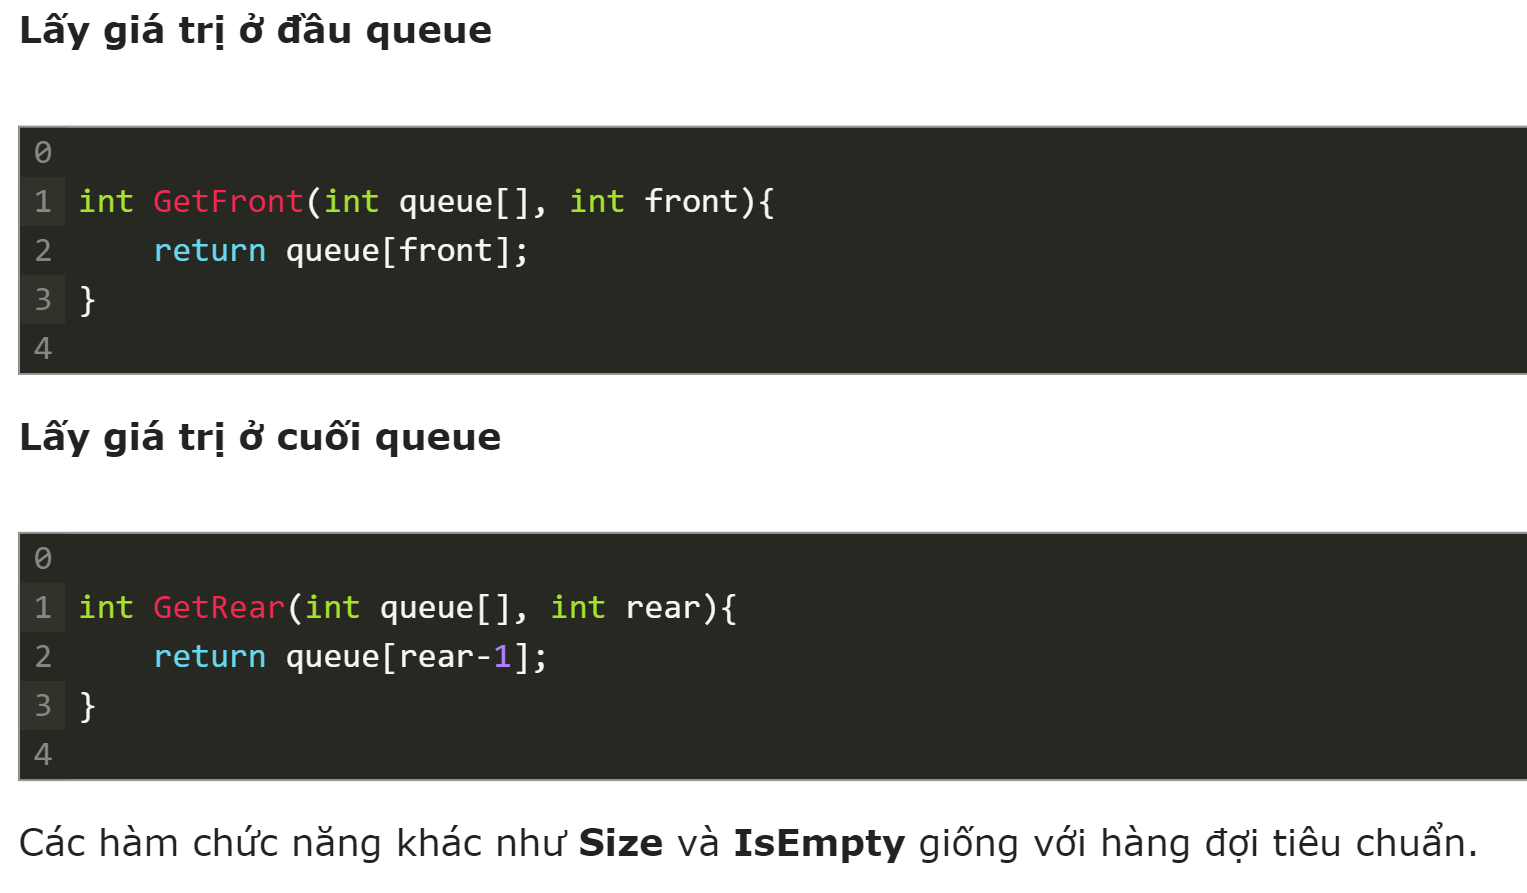 Lấy giá trị ở đầu queue
0
1 int GetFront(int queue[], int front){
2     return queue[front];
3 }
4
Lấy giá trị ở cuối queue
0
1 int GetRear(int queue[], int rear){
2     return queue[rear-1];
3 }
4
Các hàm chức năng khác như Size và IsEmpty giống với hàng đợi tiêu chuẩn.